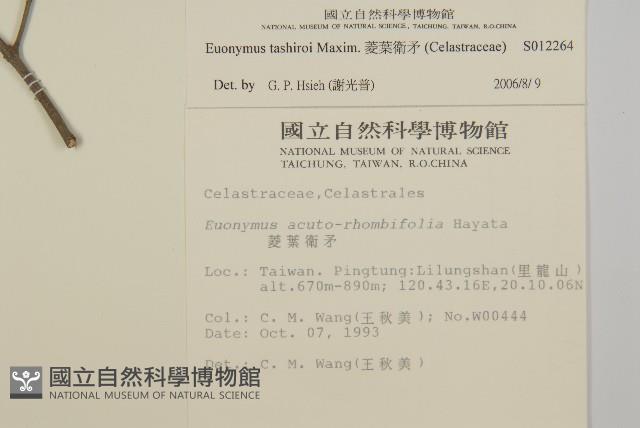 國立自然科學博物館
NATIONAL MUSEUM OF NATURAL SCIENCE, TAICHUNG, TAIWAN, R.O.CHINA
Euonymus tashiroi Maxim. 菱葉衛矛 (Celastraceae) S012264
Det. by G. P. Hsieh (謝光普) 2006/8/ 9
國立自然科學博物館
NATIONAL MUSEUM OF NATURAL SCIENCE
TAICHUNG, TAIWAN, R.O.CHINA
Celastraceae,Celastrales
Euonymus acuto-rhombifolia Hayata
菱葉衛矛
Loc.: Taiwan. Pingtung:Lilungshan(里龍山)
alt.670m-890m; 120.43.16E,20.10.06N
Col.: C. M. Wang(王秋美); No.W00444
Date: Oct. 07, 1993
Det.: C. M. Wang(王秋美)
國立自然科學博物館
NATIONAL MUSEUM OF NATURAL SCIENCE